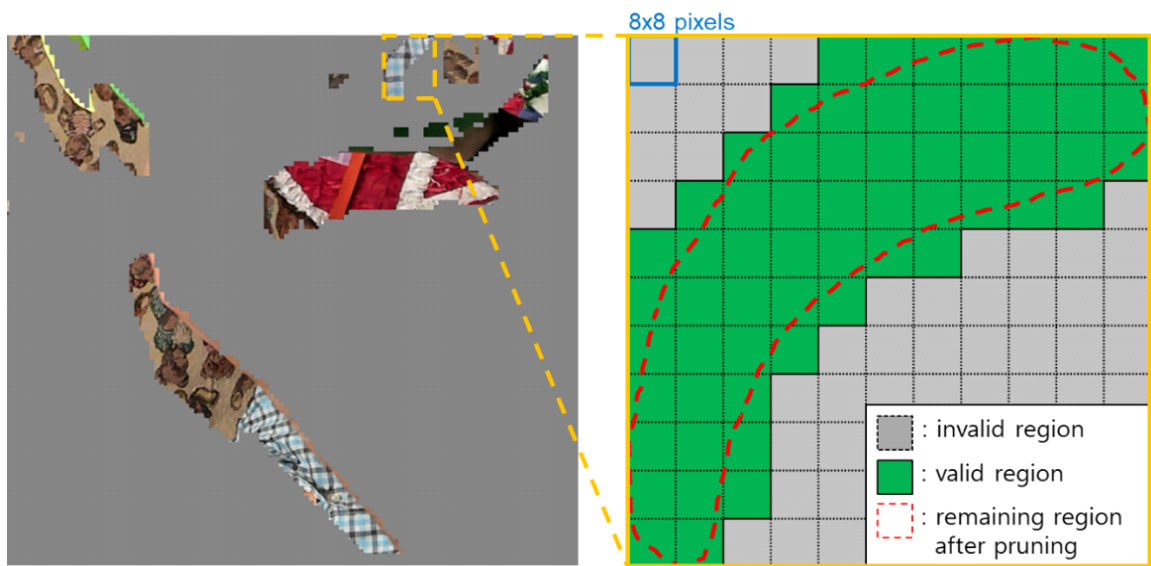 8x8 pixels
: invalid region
: valid region
: remaining region
after pruning